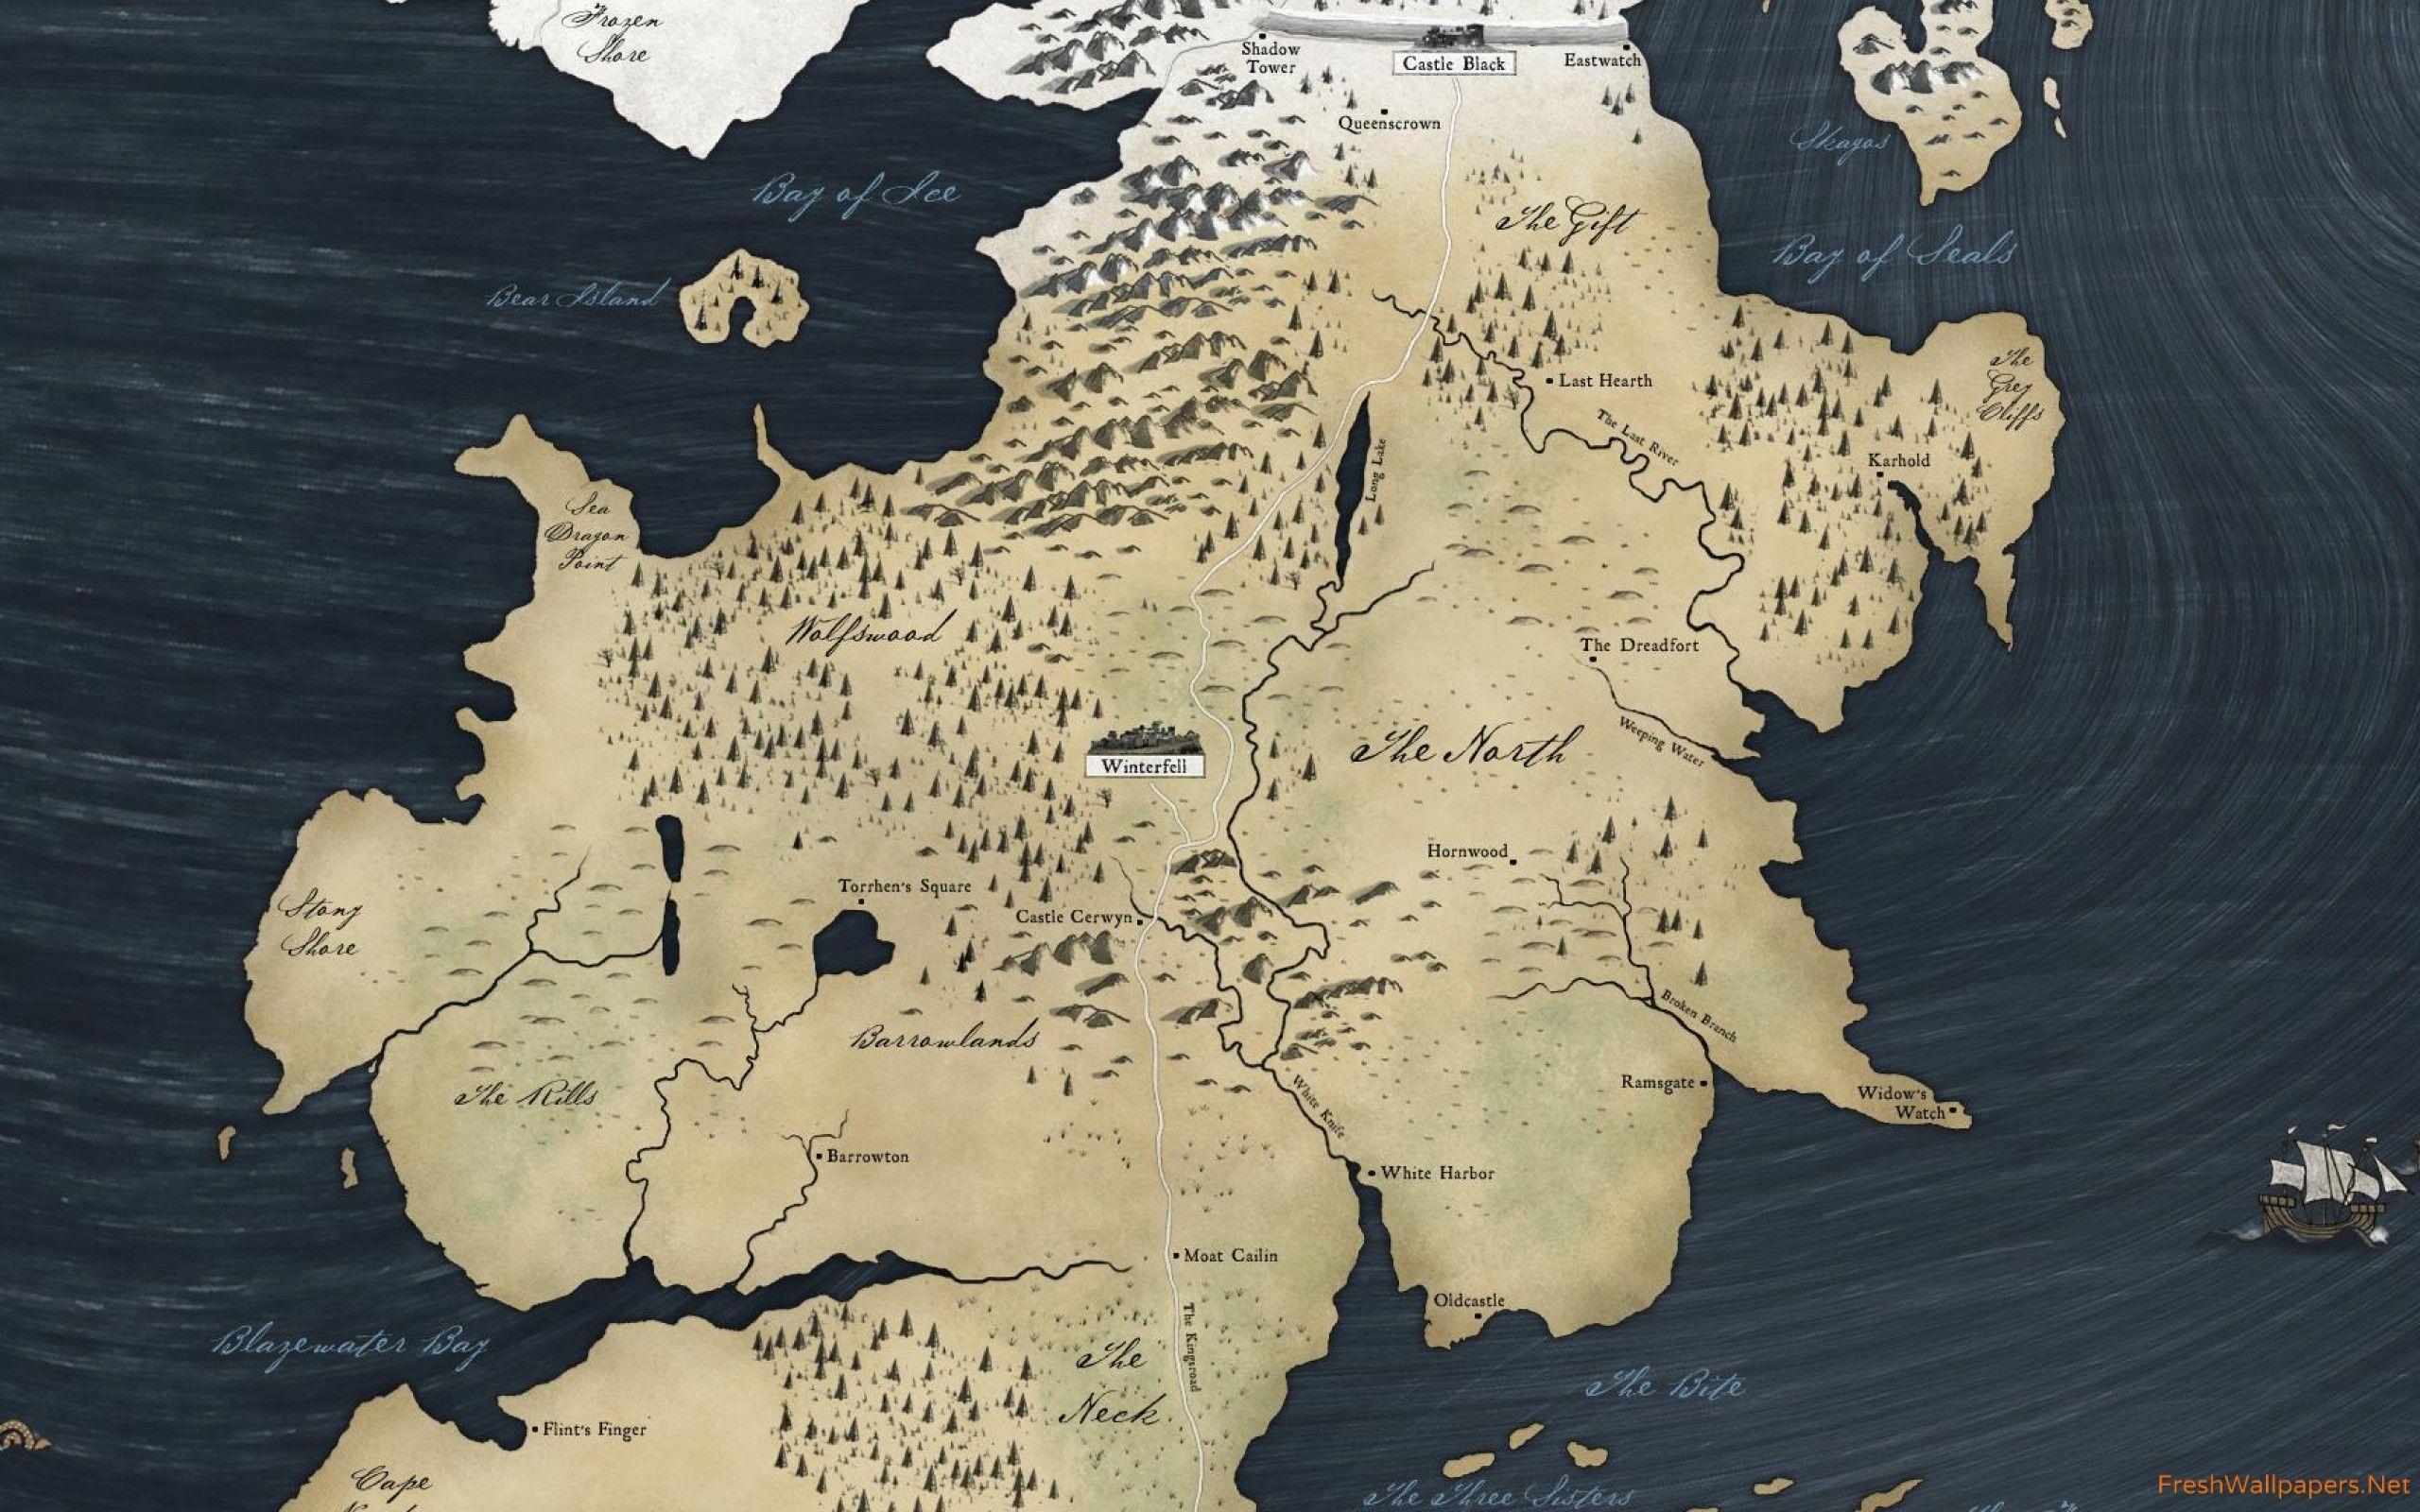 Frozen
Shore
Shadow
Tower
Castle Black
Eastwatch
Queenscrown
Skagos
Bay of Ice
The Gift
Bay of Seals
Bear Island
The
Grey
Cliffs
Last Hearth
The Last River
Long Lake
Karhold
Sea
Dragon
Point
Wolfswood
The Dreadfort
Weeping Water
The North
Winterfell
Hornwood
Torrhen's Square
Castle Cerwyn
Stony
Shore
Broken Branch
Barrowlands
The Rills
White Knife
Ramsgate
Widow's
Watch
Barrowton
White Harbor
Moat Cailin
Oldcastle
The Kingsroad
Blazewater Bay
The
Neck
The Bite
Flint's Finger
Cape
The Three Sisters
FreshWallpapers.Net